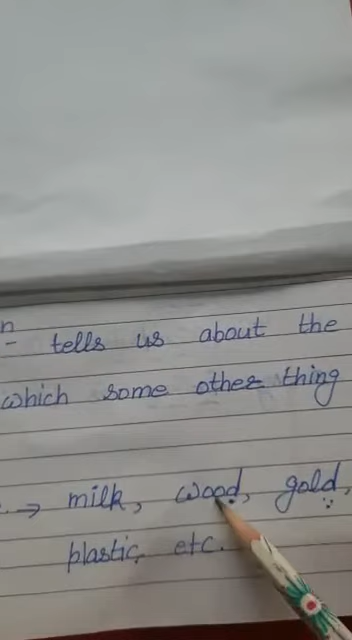 n - tells us about the
which some other thing
.. → milk, wood, gold,
plastic, etc.